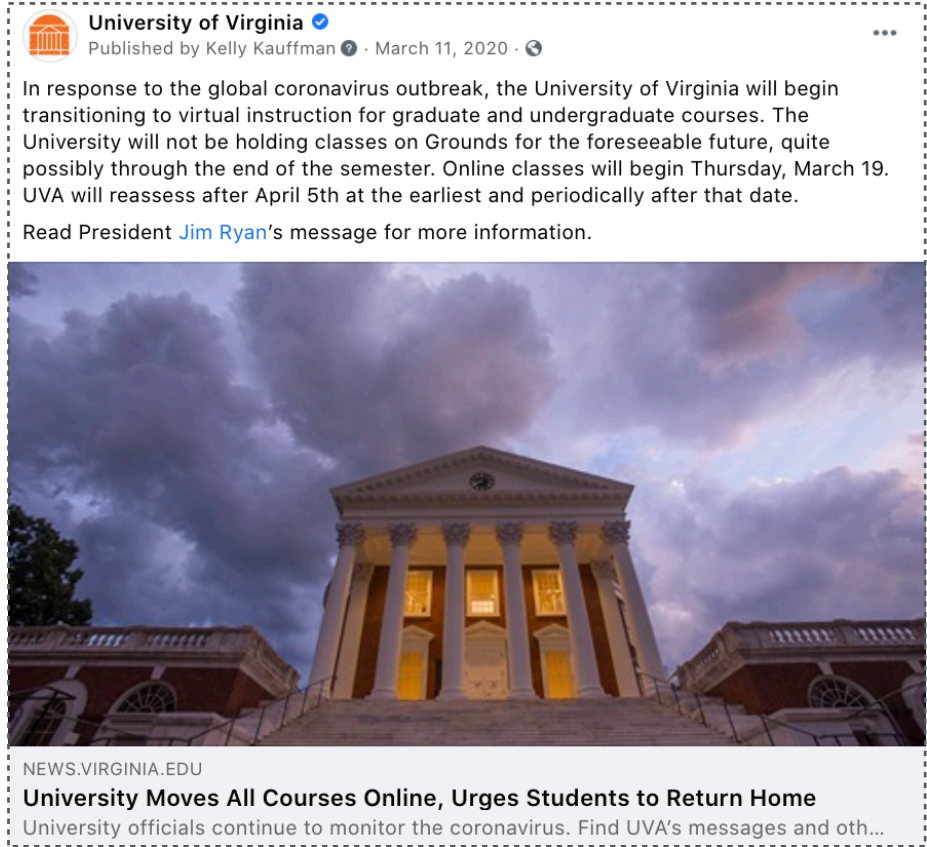 University of Virginia
Published by Kelly Kauffman · March 11, 2020 ·
In response to the global coronavirus outbreak, the University of Virginia will begin
transitioning to virtual instruction for graduate and undergraduate courses. The
University will not be holding classes on Grounds for the foreseeable future, quite
possibly through the end of the semester. Online classes will begin Thursday, March 19.
UVA will reassess after April 5th at the earliest and periodically after that date.
Read President Jim Ryan’s message for more information.
NEWS.VIRGINIA.EDU
University Moves All Courses Online, Urges Students to Return Home
University officials continue to monitor the coronavirus. Find UVA’s messages and oth...